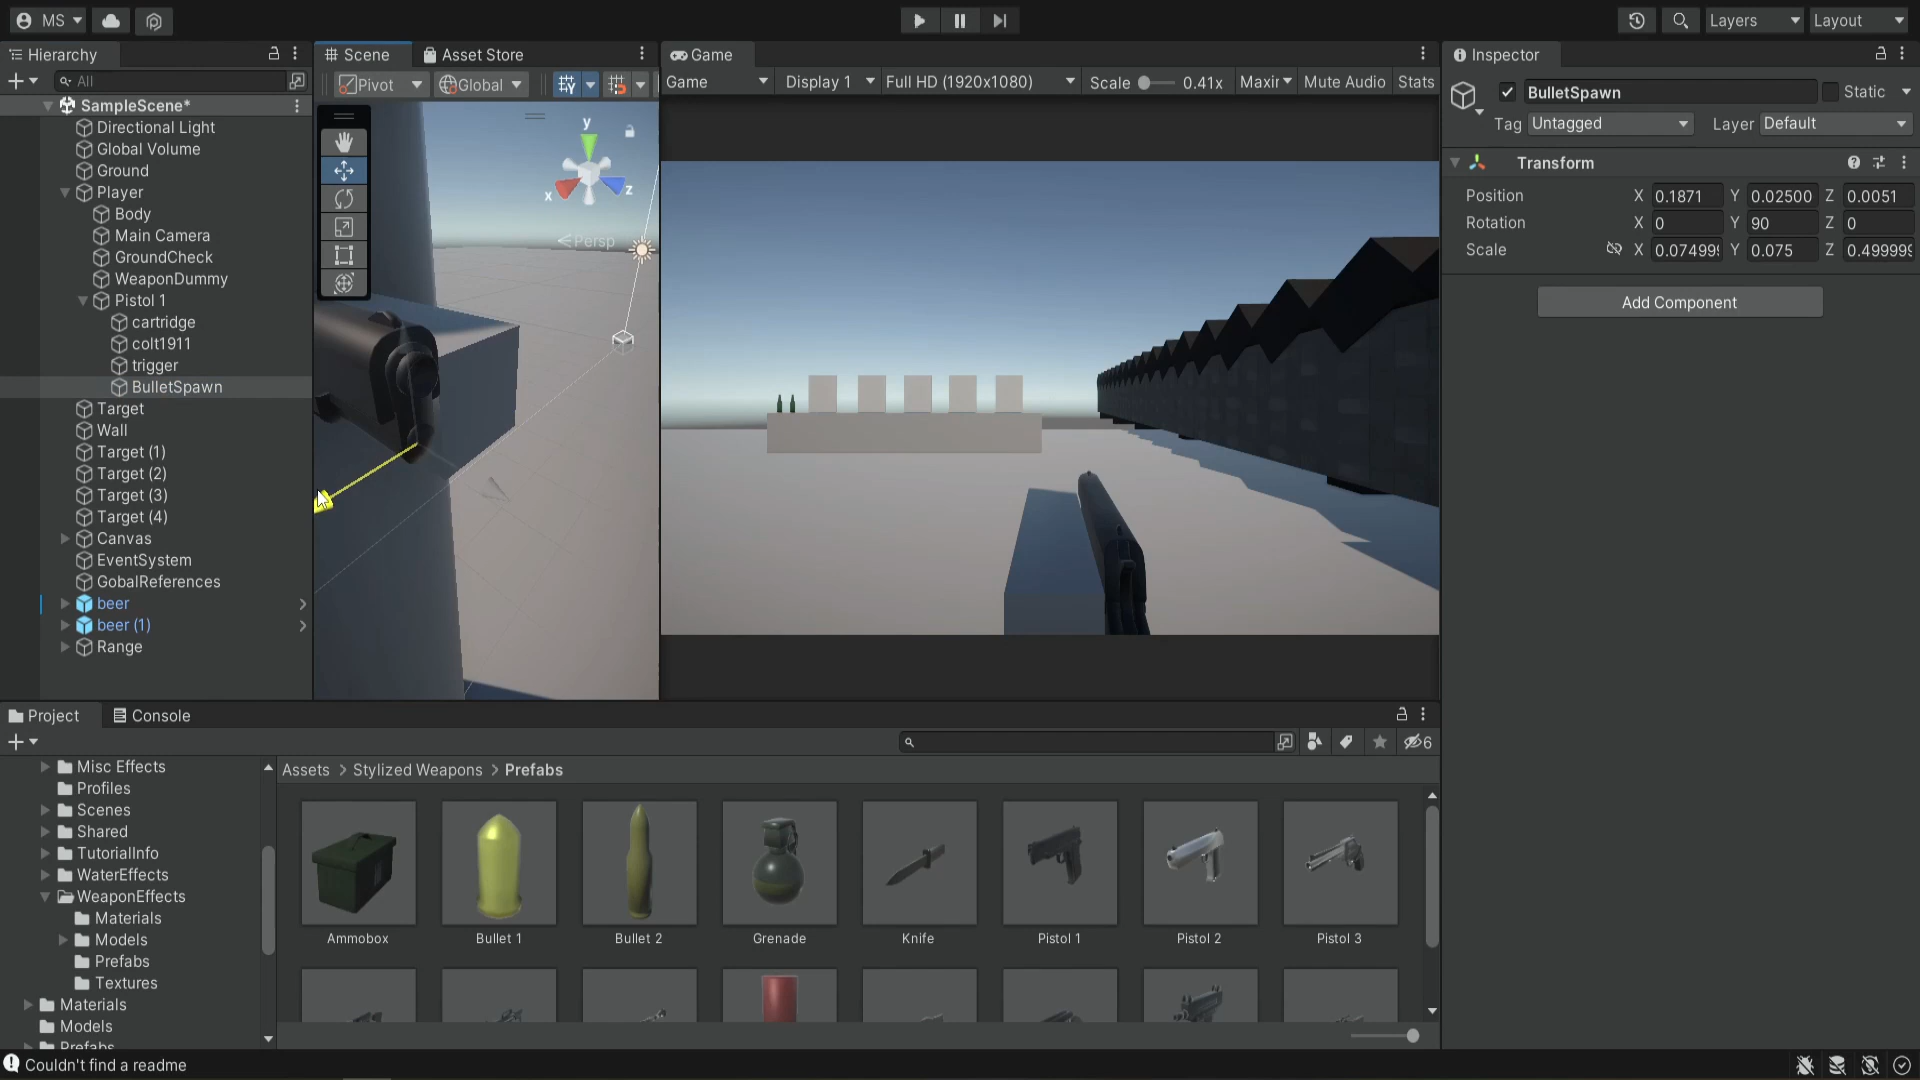 MS
Layers
Layout
Hierarchy
Scene
Asset Store
Game
Inspector
All
Pivot
Global
Game
Display 1
Full HD (1920x1080)
Scale
0.41x
Maxir
Mute Audio
Stats
BulletSpawn
Static
Tag Untagged
Layer Default
SampleScene*
Directional Light
Global Volume
Ground
Player
Body
Main Camera
GroundCheck
WeaponDummy
Pistol 1
cartridge
colt1911
trigger
BulletSpawn
Target
Wall
Target (1)
Target (2)
Target (3)
Target (4)
Canvas
EventSystem
GobalReferences
beer
beer (1)
Range
y
x
z
Persp
Transform
Position X 0.1871 Y 0.02500 Z 0.0051
Rotation X 0 Y 90 Z 0
Scale X 0.07499 Y 0.075 Z 0.49999
Add Component
Project
Console
6
Misc Effects
Profiles
Scenes
Shared
TutorialInfo
WaterEffects
WeaponEffects
Materials
Models
Prefabs
Textures
Materials
Models
Prefabs
Assets > Stylized Weapons > Prefabs
Ammobox
Bullet 1
Bullet 2
Grenade
Knife
Pistol 1
Pistol 2
Pistol 3
Couldn't find a readme